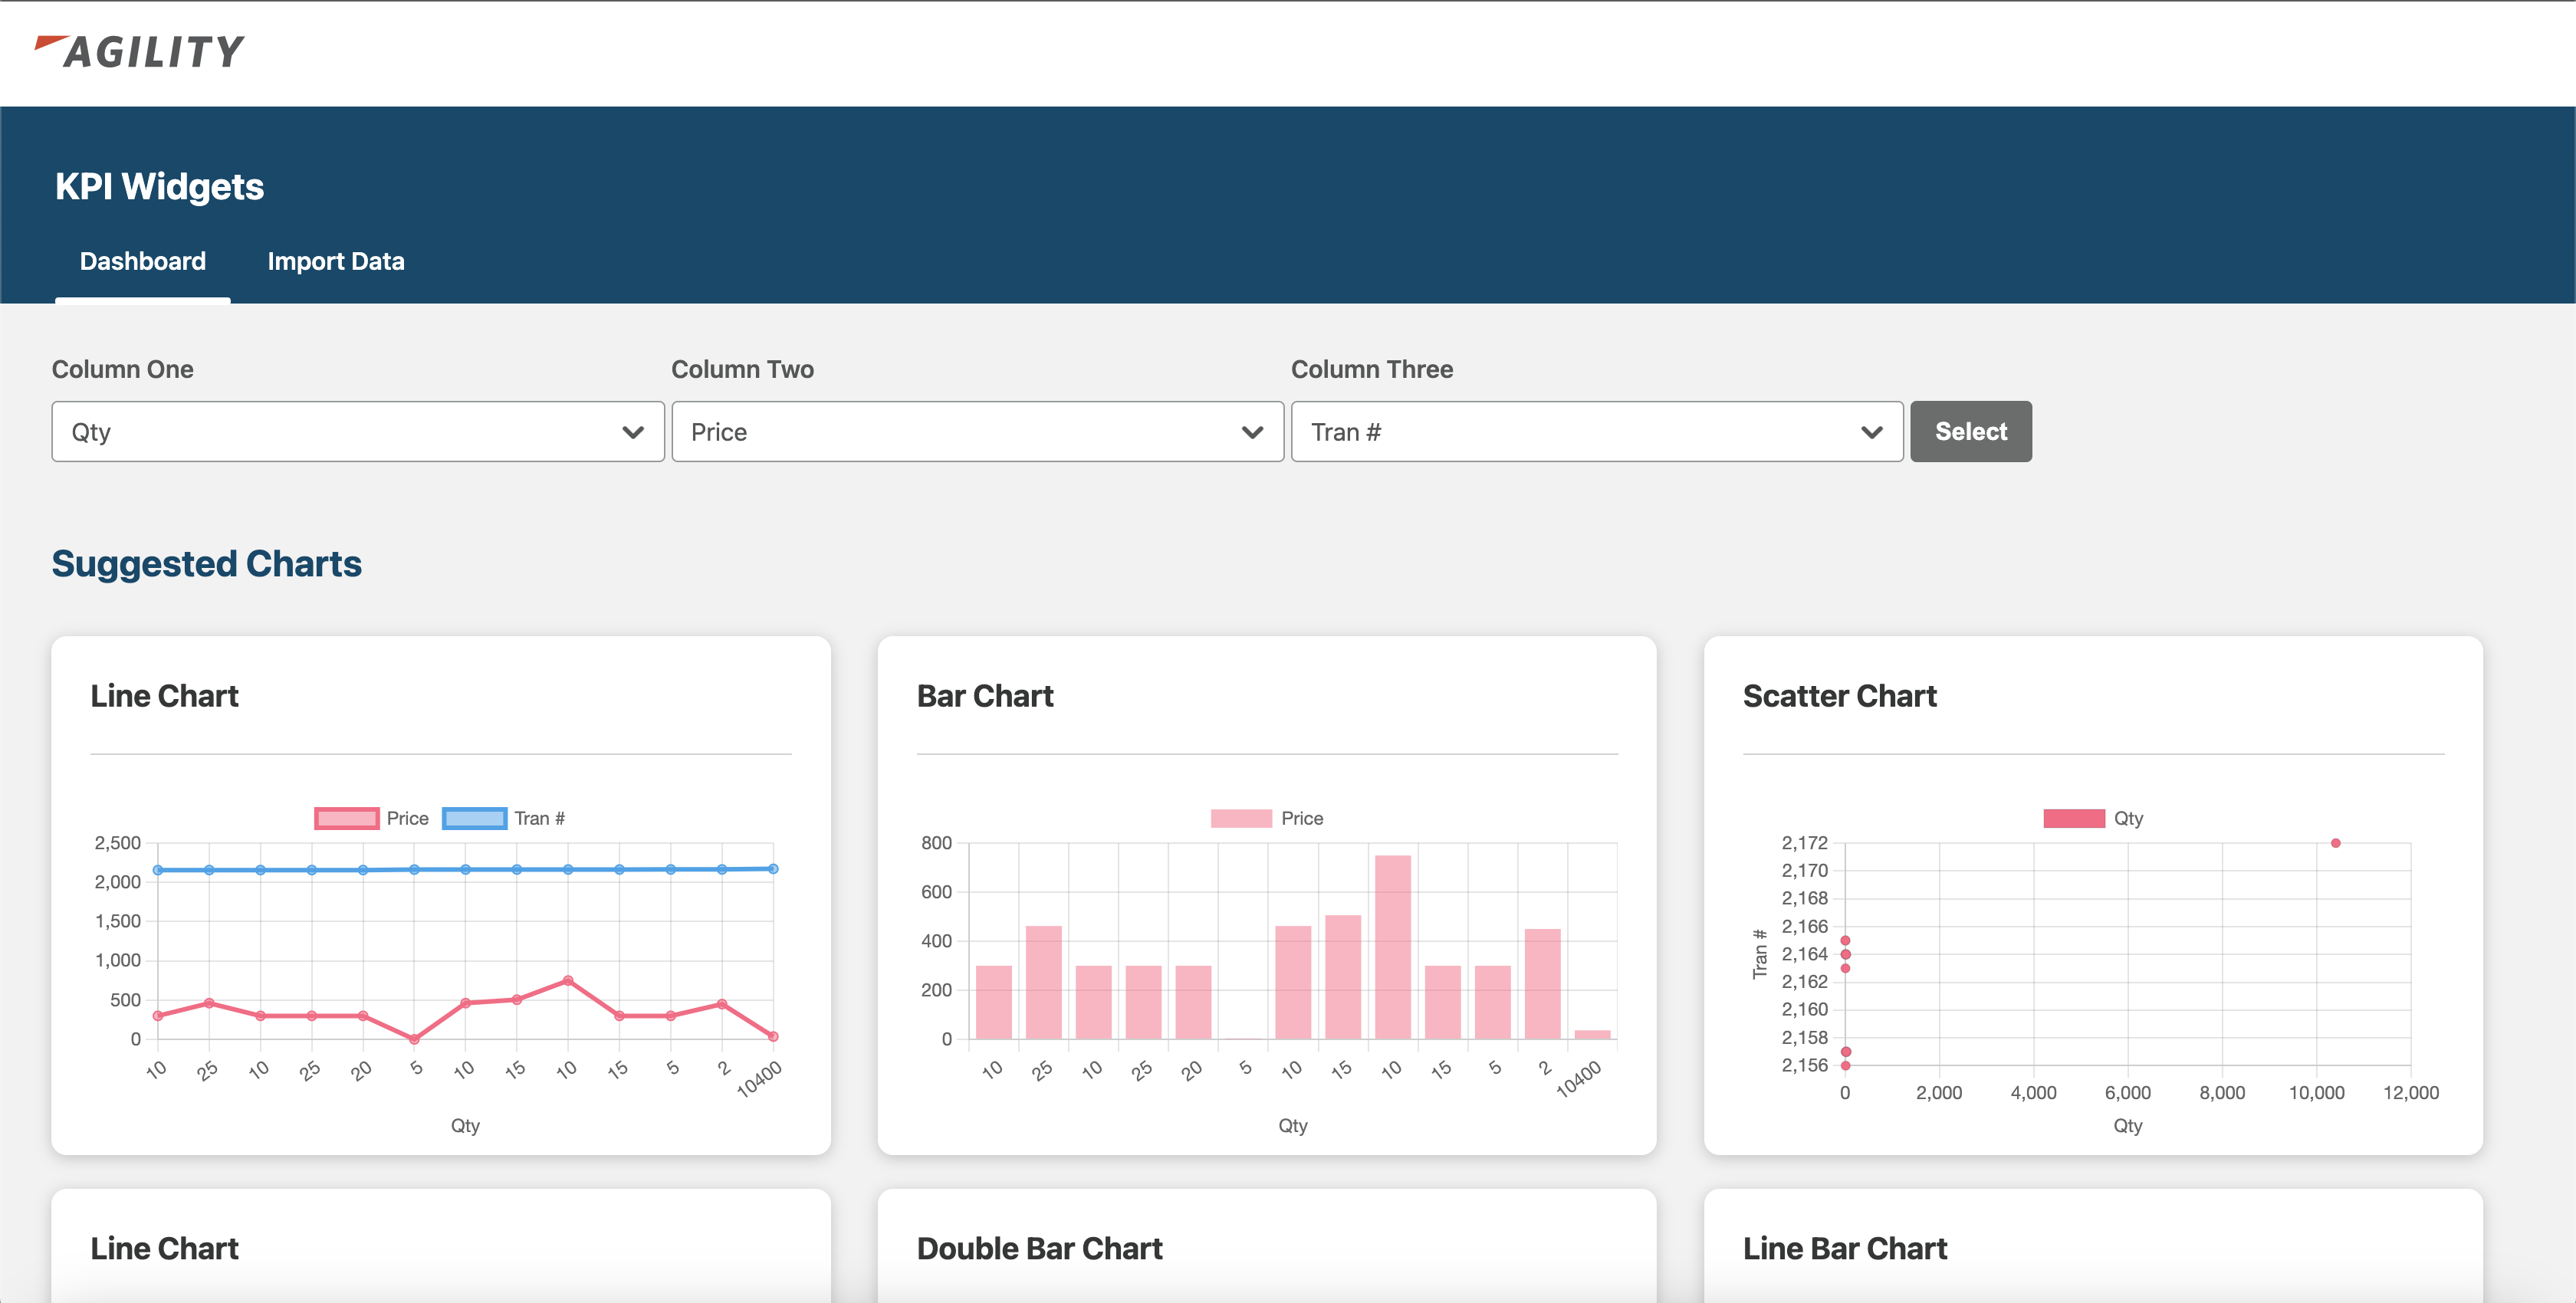 AGILITY
KPI Widgets
Dashboard Import Data
Column One Column Two Column Three
Qty Price Tran # Select
Suggested Charts
Line Chart
Price Tran #
2,500
2,000
1,500
1,000
500
0
10 25 10 25 20 5 10 15 10 15 5 2 10400
Qty
Bar Chart
Price
800
600
400
200
0
10 25 10 25 20 5 10 15 10 15 5 2 10400
Qty
Scatter Chart
Qty
Tran #
2,172
2,170
2,168
2,166
2,164
2,162
2,160
2,158
2,156
0 2,000 4,000 6,000 8,000 10,000 12,000
Qty
Line Chart
Double Bar Chart
Line Bar Chart